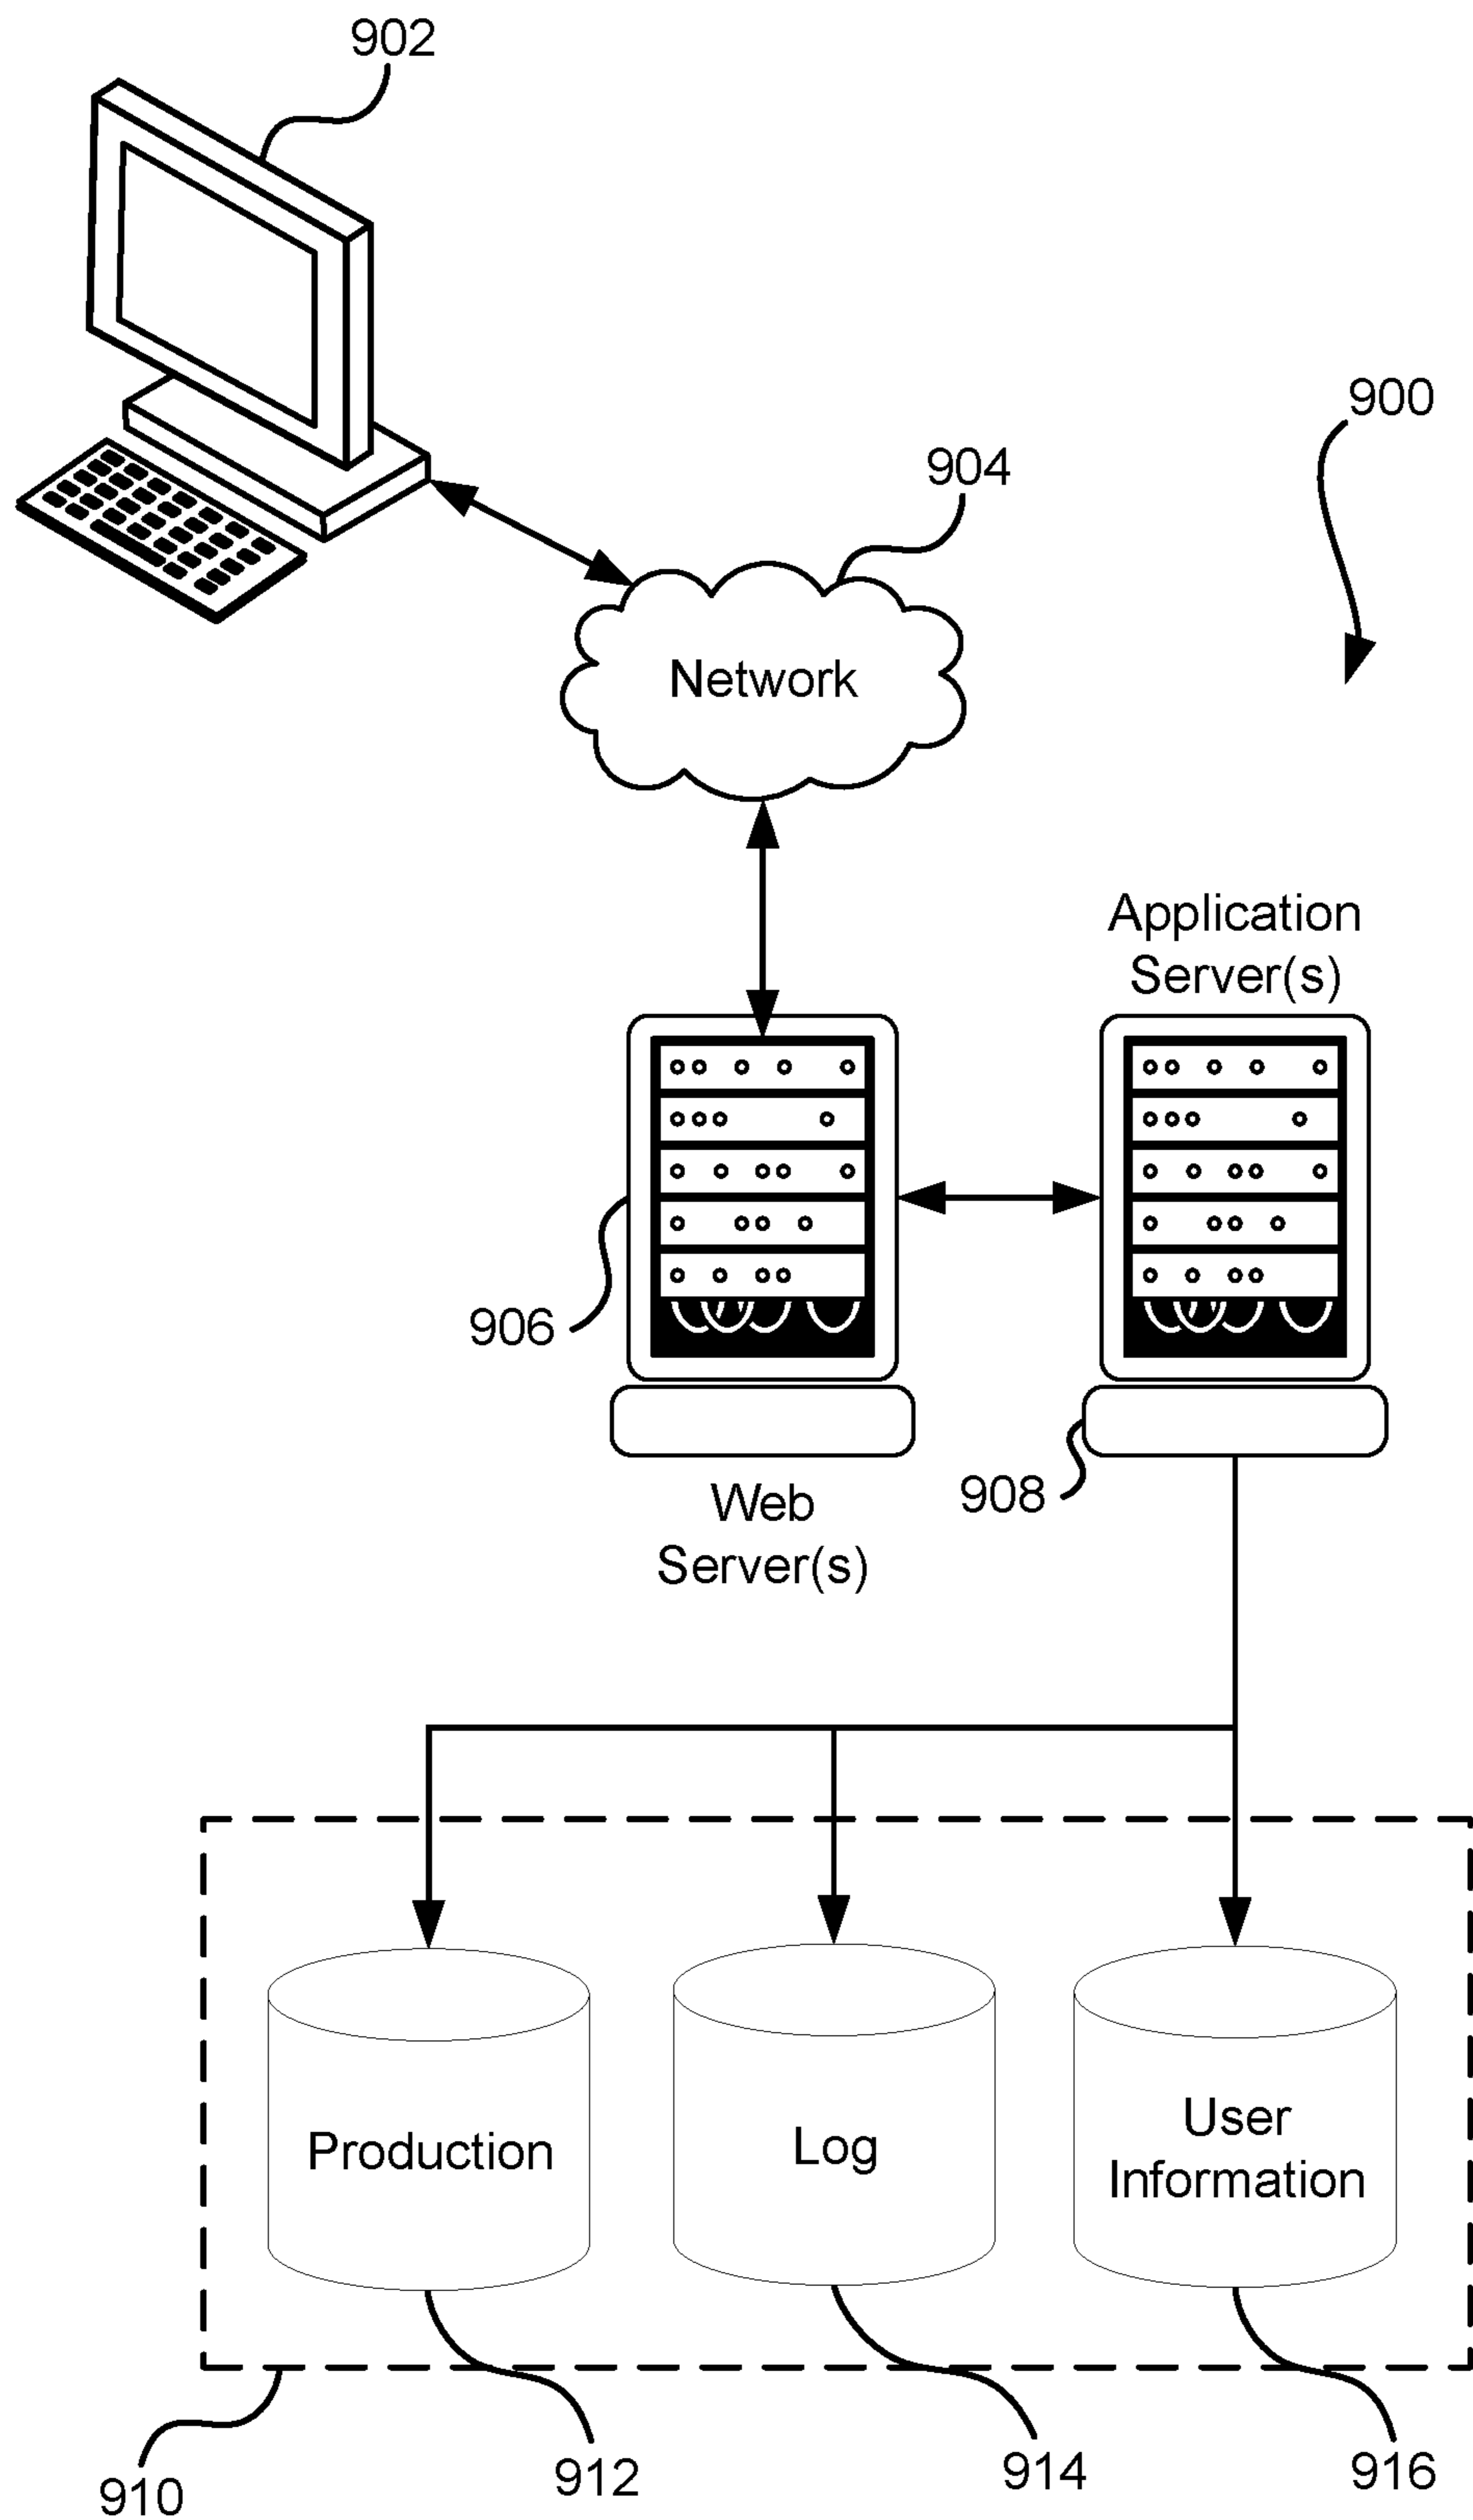 902
900
904
Network
Application
Server(s)
906
908
Web
Server(s)
Production
Log
User
Information
910
912
914
916